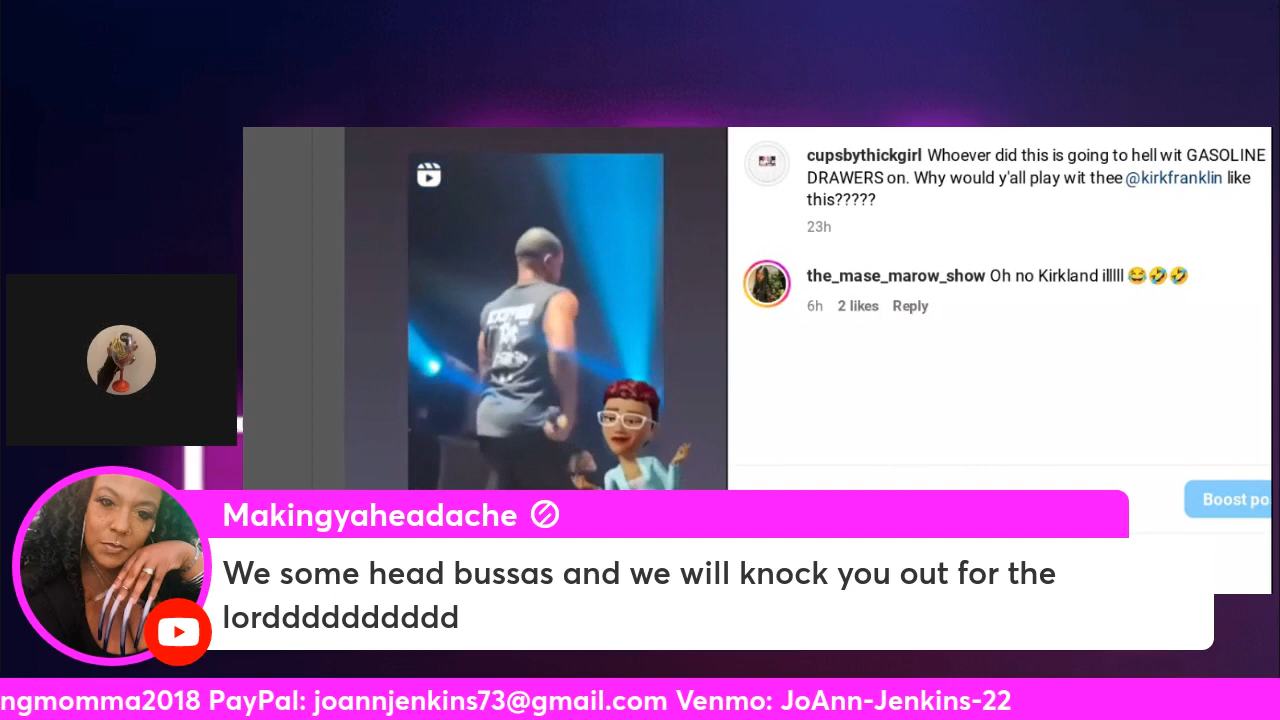 cupsbythickgirl Whoever did this is going to hell wit GASOLINE
DRAWERS on. Why would y'all play wit thee @kirkfranklin like
this?????
23h
the_mase_marow_show Oh no Kirkland illlll 😂🤣🤣
6h 2 likes Reply
Boost po
Makingyaheadache
We some head bussas and we will knock you out for the
lorddddddddddd
ngmomma2018 PayPal: joannjenkins73@gmail.com Venmo: JoAnn-Jenkins-22